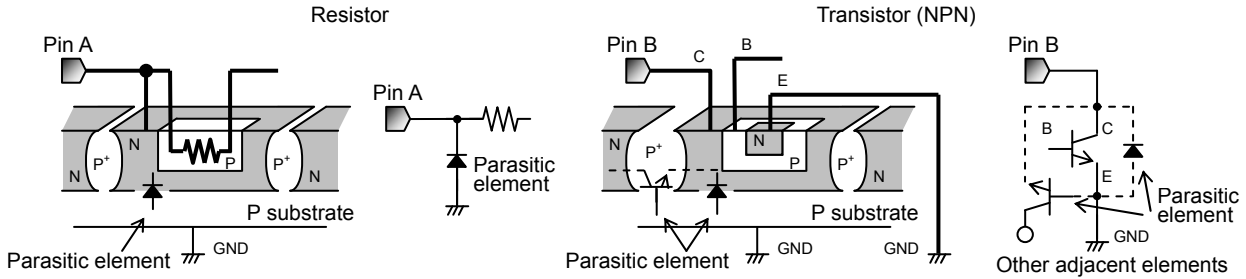 Resistor
Transistor (NPN)
Pin A
Pin A
N
P+
N
P
P+
N
Parasitic
element
P substrate
Parasitic element
GND
Pin B
C
B
E
N
P+
N
P
P+
N
P substrate
Parasitic element
GND
GND
Pin B
B
C
E
Parasitic
element
GND
Other adjacent elements